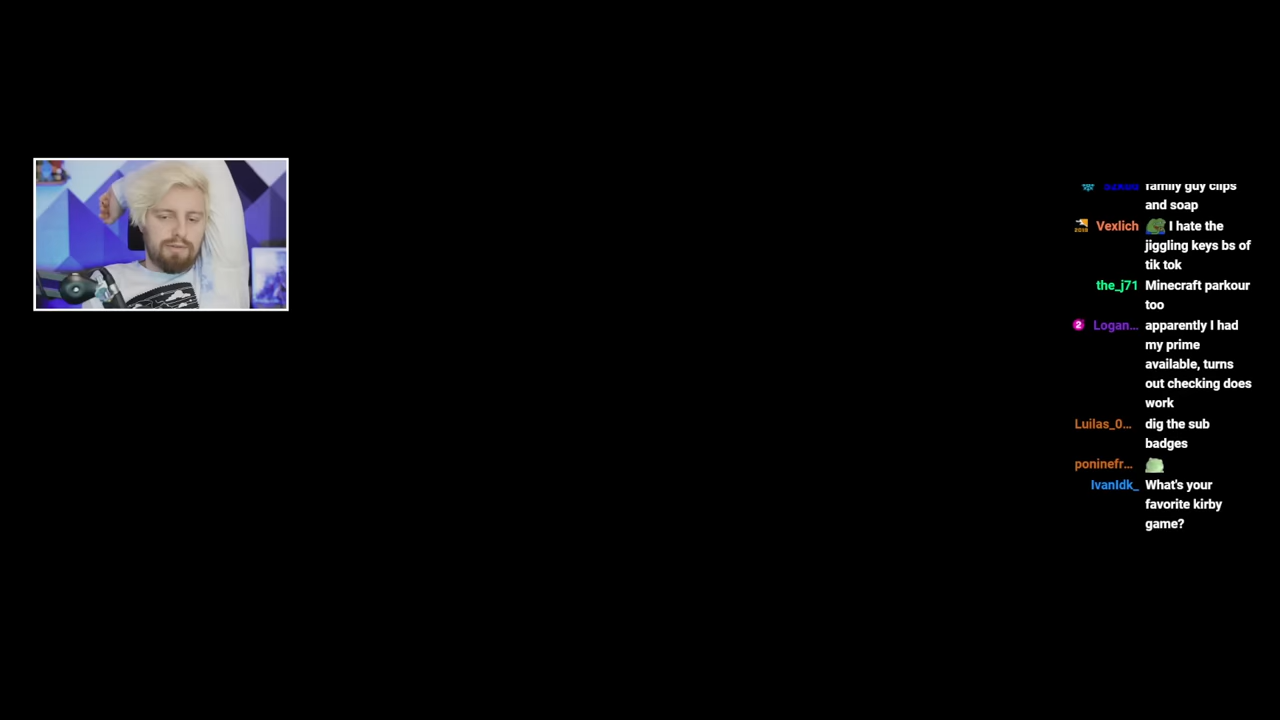 family guy clips
and soap
Vexlich I hate the
jiggling keys bs of
tik tok
the_j71 Minecraft parkour
too
2 Logan... apparently I had
my prime
available, turns
out checking does
work
Luilas_0... dig the sub
badges
poninefr...
IvanIdk_ What's your
favorite kirby
game?